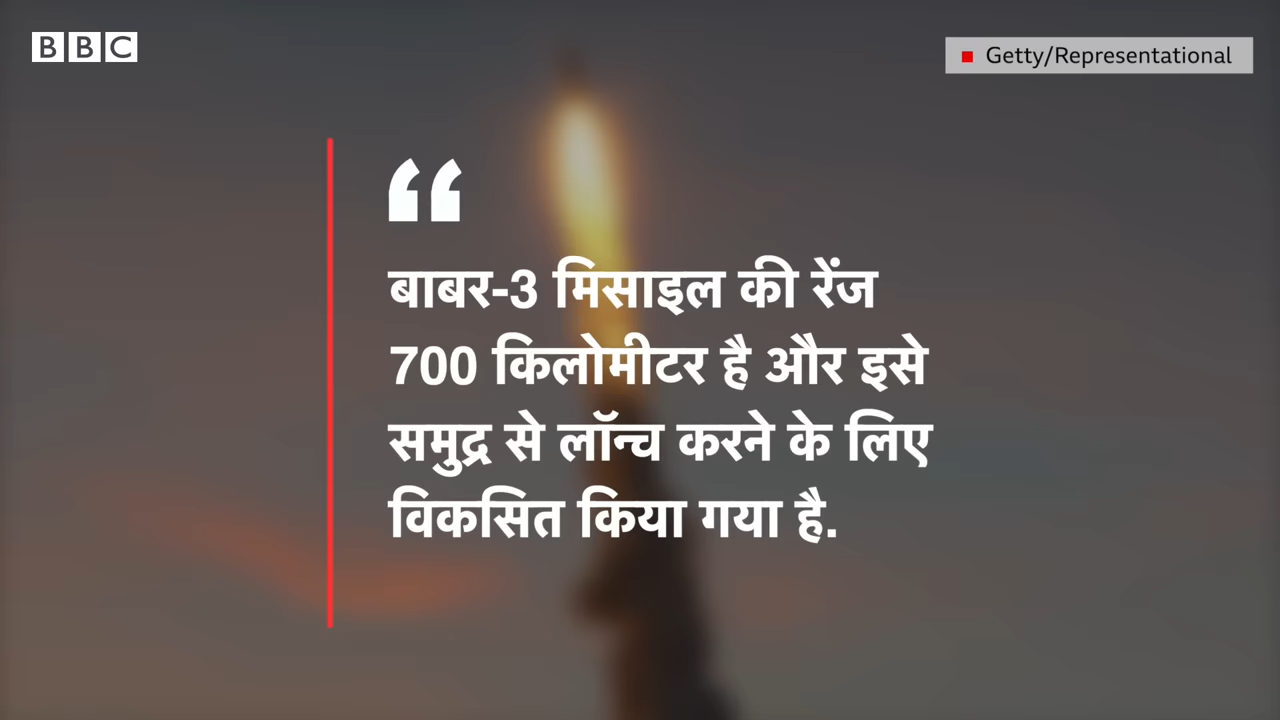 BBC
Getty/Representational
“
बाबर-3 मिसाइल की रेंज
700 किलोमीटर है और इसे
समुद्र से लॉन्च करने के लिए
विकसित किया गया है.